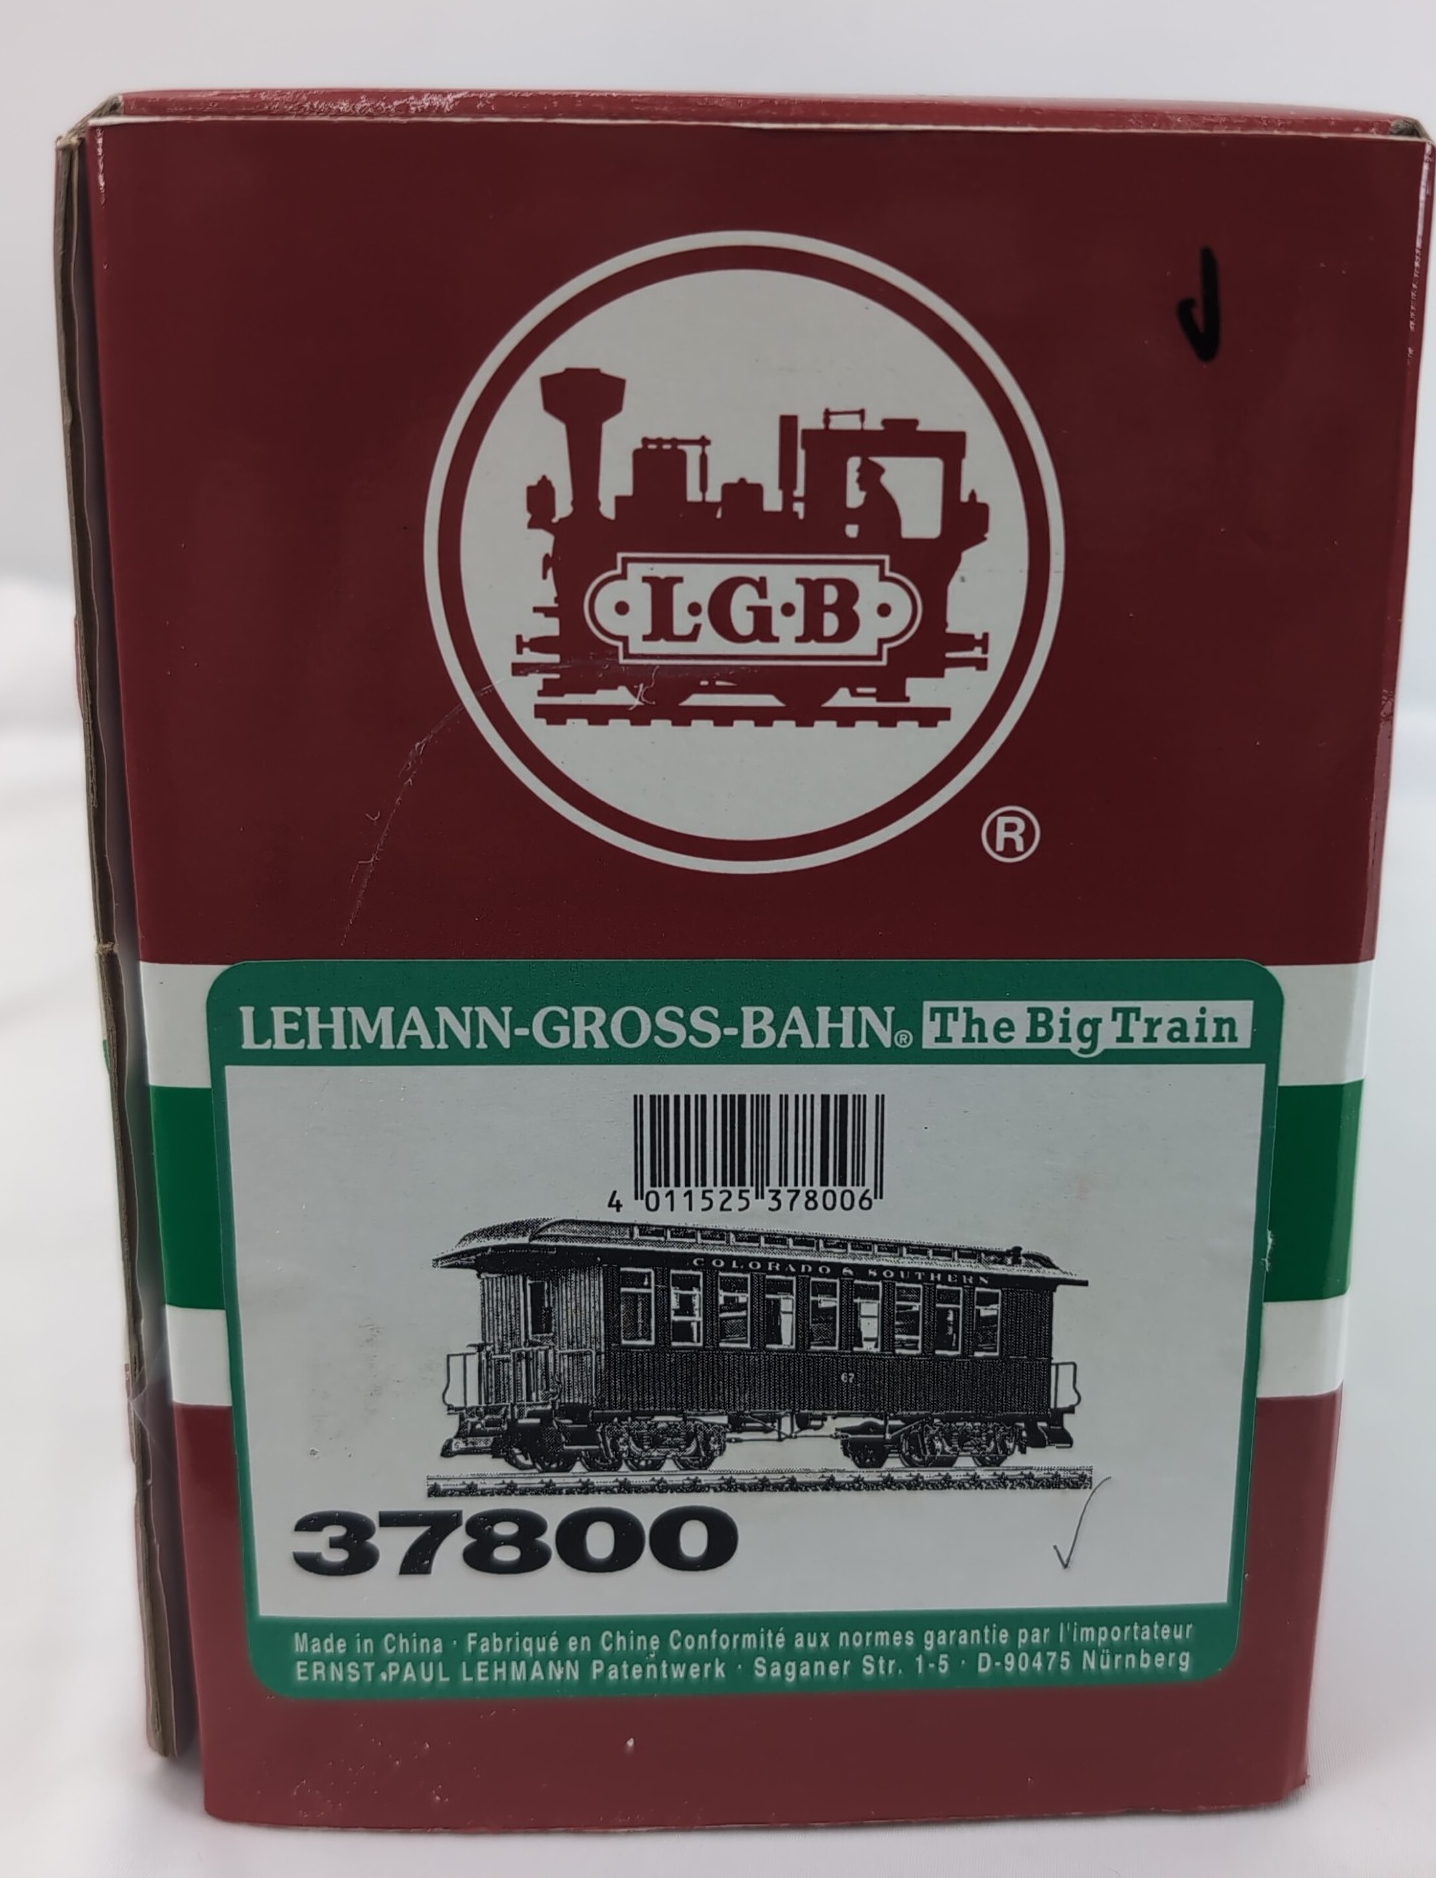 L·G·B
®
LEHMANN-GROSS-BAHN® The Big Train
4 011525 378006
COLORADO & SOUTHERN
67
37800
Made in China · Fabriqué en Chine Conformité aux normes garantie par l'importateur
ERNST PAUL LEHMANN Patentwerk · Saganer Str. 1-5 · D-90475 Nürnberg